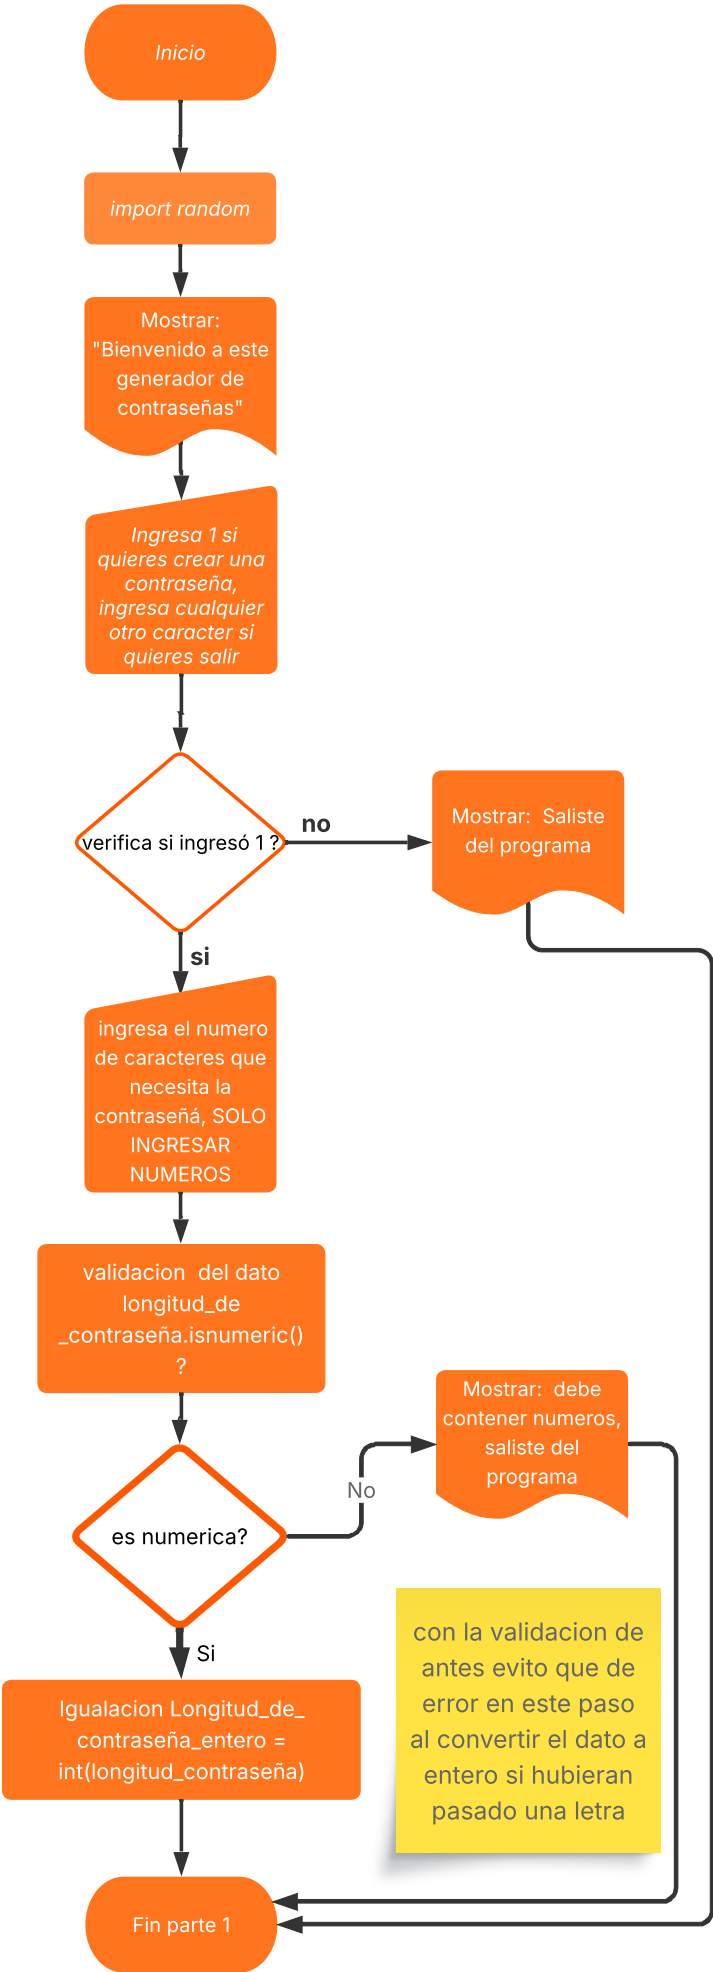 Inicio
import random
Mostrar:
"Bienvenido a este
generador de
contraseñas"
Ingresa 1 si
quieres crear una
contraseña,
ingresa cualquier
otro caracter si
quieres salir
verifica si ingresó 1 ?
no
Mostrar: Saliste
del programa
si
ingresa el numero
de caracteres que
necesita la
contraseñá, SOLO
INGRESAR
NUMEROS
validacion del dato
longitud_de
_contraseña.isnumeric()
?
es numerica?
No
Mostrar: debe
contener numeros,
saliste del
programa
Si
Igualacion Longitud_de_
contraseña_entero =
int(longitud_contraseña)
con la validacion de
antes evito que de
error en este paso
al convertir el dato a
entero si hubieran
pasado una letra
Fin parte 1